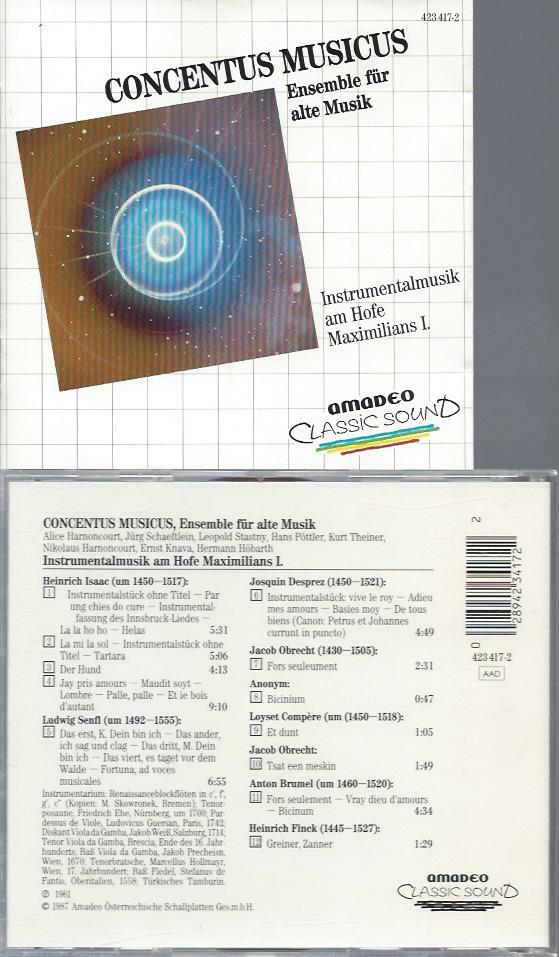 423 417-2
CONCENTUS MUSICUS
Ensemble für
alte Musik
Instrumentalmusik
am Hofe
Maximilians I.
amadeo
CLASSIC SOUND
CONCENTUS MUSICUS, Ensemble für alte Musik
Alice Harnoncourt, Jürg Schaeftlein, Leopold Stastny, Hans Pöttler, Kurt Theiner,
Nikolaus Harnoncourt, Ernst Knava, Hermann Höbarth
Instrumentalmusik am Hofe Maximilians I.
Heinrich Isaac (um 1450—1517):
1 Instrumentalstück ohne Titel — Par
ung chies do cure — Instrumental-
fassung des Innsbruck-Liedes —
La la ho ho — Helas 5:31
2 La mi la sol — Instrumentalstück ohne
Titel — Tartara 5:06
3 Der Hund 4:13
4 Jay pris amours — Maudit soyt —
Lombre — Palle, palle — Et ie bois
d'autant 9:10
Ludwig Senfl (um 1492—1555):
5 Das erst, K. Dein bin ich — Das ander,
ich sag und clag — Das dritt, M. Dein
bin ich — Das viert, es taget vor dem
Walde — Fortuna, ad voces
musicales 6:55
Instrumentarium: Renaissanceblockflöten in c', f',
g', c" (Kopien: M. Skowronek, Bremen); Tenor-
posaune, Friedrich Ehe, Nürnberg, um 1700; Par-
dessus de Viole, Ludovicus Guersan, Paris, 1742;
Diskant Viola da Gamba, Jakob Weiß, Salzburg, 1714;
Tenor Viola da Gamba, Brescia, Ende des 16. Jahr-
hunderts; Baß Viola da Gamba, Jakob Precheisn,
Wien, 1670; Tenorbratsche, Marcellus Hollmayr,
Wien, 17. Jahrhundert; Baß Fiedel, Stefanus de
Fantis, Oberitalien, 1558; Türkisches Tamburin.
℗ 1961
© 1987 Amadeo Österreichische Schallplatten Ges.m.b.H.
Josquin Desprez (1450—1521):
6 Instrumentalstück: vive le roy — Adieu
mes amours — Basies moy — De tous
biens (Canon: Petrus et Johannes
currunt in puncto) 4:49
Jacob Obrecht (1430—1505):
7 Fors seuleument 2:31
Anonym:
8 Bicinium 0:47
Loyset Compère (um (1450—1518):
9 Et dunt 1:05
Jacob Obrecht:
10 Tsat een meskin 1:49
Anton Brumel (um 1460—1520):
11 Fors seulement — Vray dieu d'amours
— Bicinum 4:34
Heinrich Finck (1445—1527):
12 Greiner, Zanner 1:29
2
28942 34172
0
423 417-2
AAD
amadeo
CLASSIC SOUND